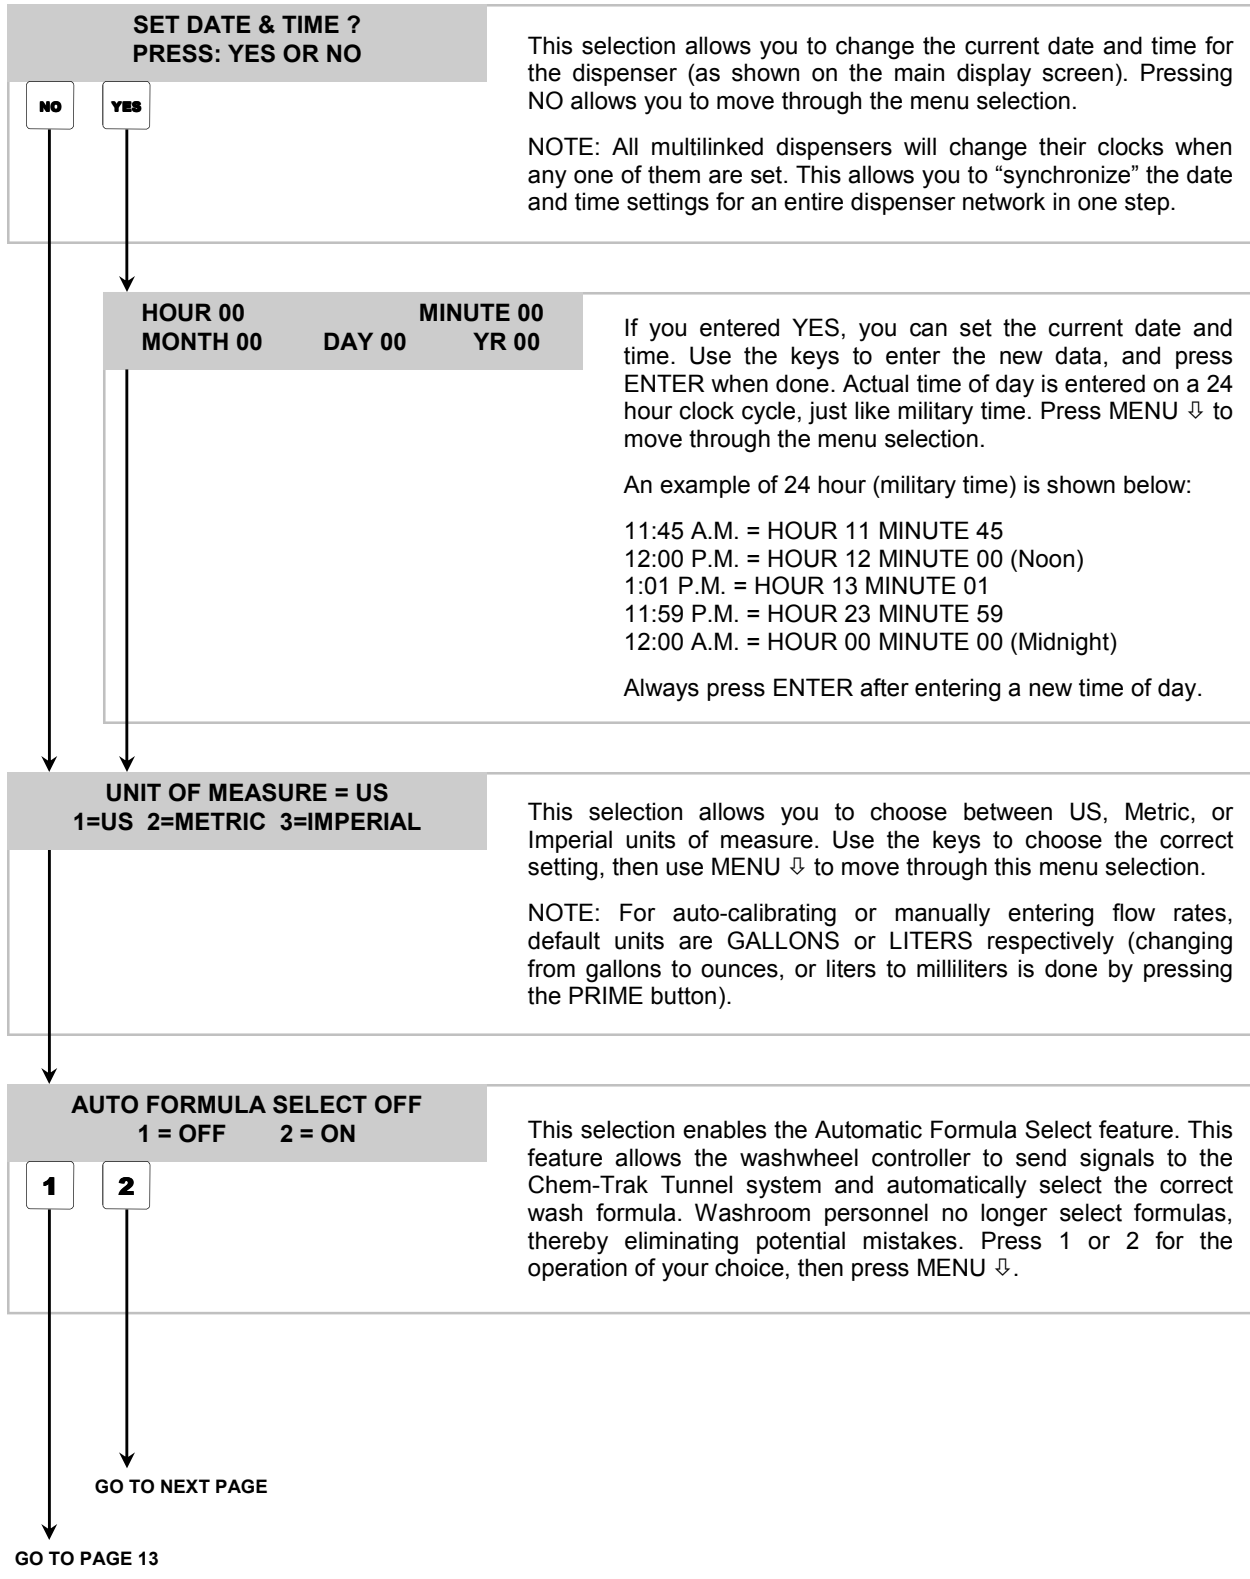 SET DATE & TIME ?
PRESS: YES OR NO
NO
YES
This selection allows you to change the current date and time for
the dispenser (as shown on the main display screen). Pressing
NO allows you to move through the menu selection.
NOTE: All multilinked dispensers will change their clocks when
any one of them are set. This allows you to “synchronize” the date
and time settings for an entire dispenser network in one step.
HOUR 00 MINUTE 00
MONTH 00 DAY 00 YR 00
If you entered YES, you can set the current date and
time. Use the keys to enter the new data, and press
ENTER when done. Actual time of day is entered on a 24
hour clock cycle, just like military time. Press MENU ⇩ to
move through the menu selection.
An example of 24 hour (military time) is shown below:
11:45 A.M. = HOUR 11 MINUTE 45
12:00 P.M. = HOUR 12 MINUTE 00 (Noon)
1:01 P.M. = HOUR 13 MINUTE 01
11:59 P.M. = HOUR 23 MINUTE 59
12:00 A.M. = HOUR 00 MINUTE 00 (Midnight)
Always press ENTER after entering a new time of day.
UNIT OF MEASURE = US
1=US 2=METRIC 3=IMPERIAL
This selection allows you to choose between US, Metric, or
Imperial units of measure. Use the keys to choose the correct
setting, then use MENU ⇩ to move through this menu selection.
NOTE: For auto-calibrating or manually entering flow rates,
default units are GALLONS or LITERS respectively (changing
from gallons to ounces, or liters to milliliters is done by pressing
the PRIME button).
AUTO FORMULA SELECT OFF
1 = OFF 2 = ON
1
2
This selection enables the Automatic Formula Select feature. This
feature allows the washwheel controller to send signals to the
Chem-Trak Tunnel system and automatically select the correct
wash formula. Washroom personnel no longer select formulas,
thereby eliminating potential mistakes. Press 1 or 2 for the
operation of your choice, then press MENU ⇩.
GO TO NEXT PAGE
GO TO PAGE 13